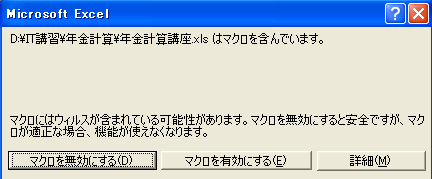 Microsoft Excel
D:¥IT講習¥年金計算¥年金計算講座.xls はマクロを含んでいます。
マクロにはウィルスが含まれている可能性があります。マクロを無効にすると安全ですが、マク
ロが適正な場合、機能が使えなくなります。
マクロを無効にする(D)
マクロを有効にする(E)
詳細(M)